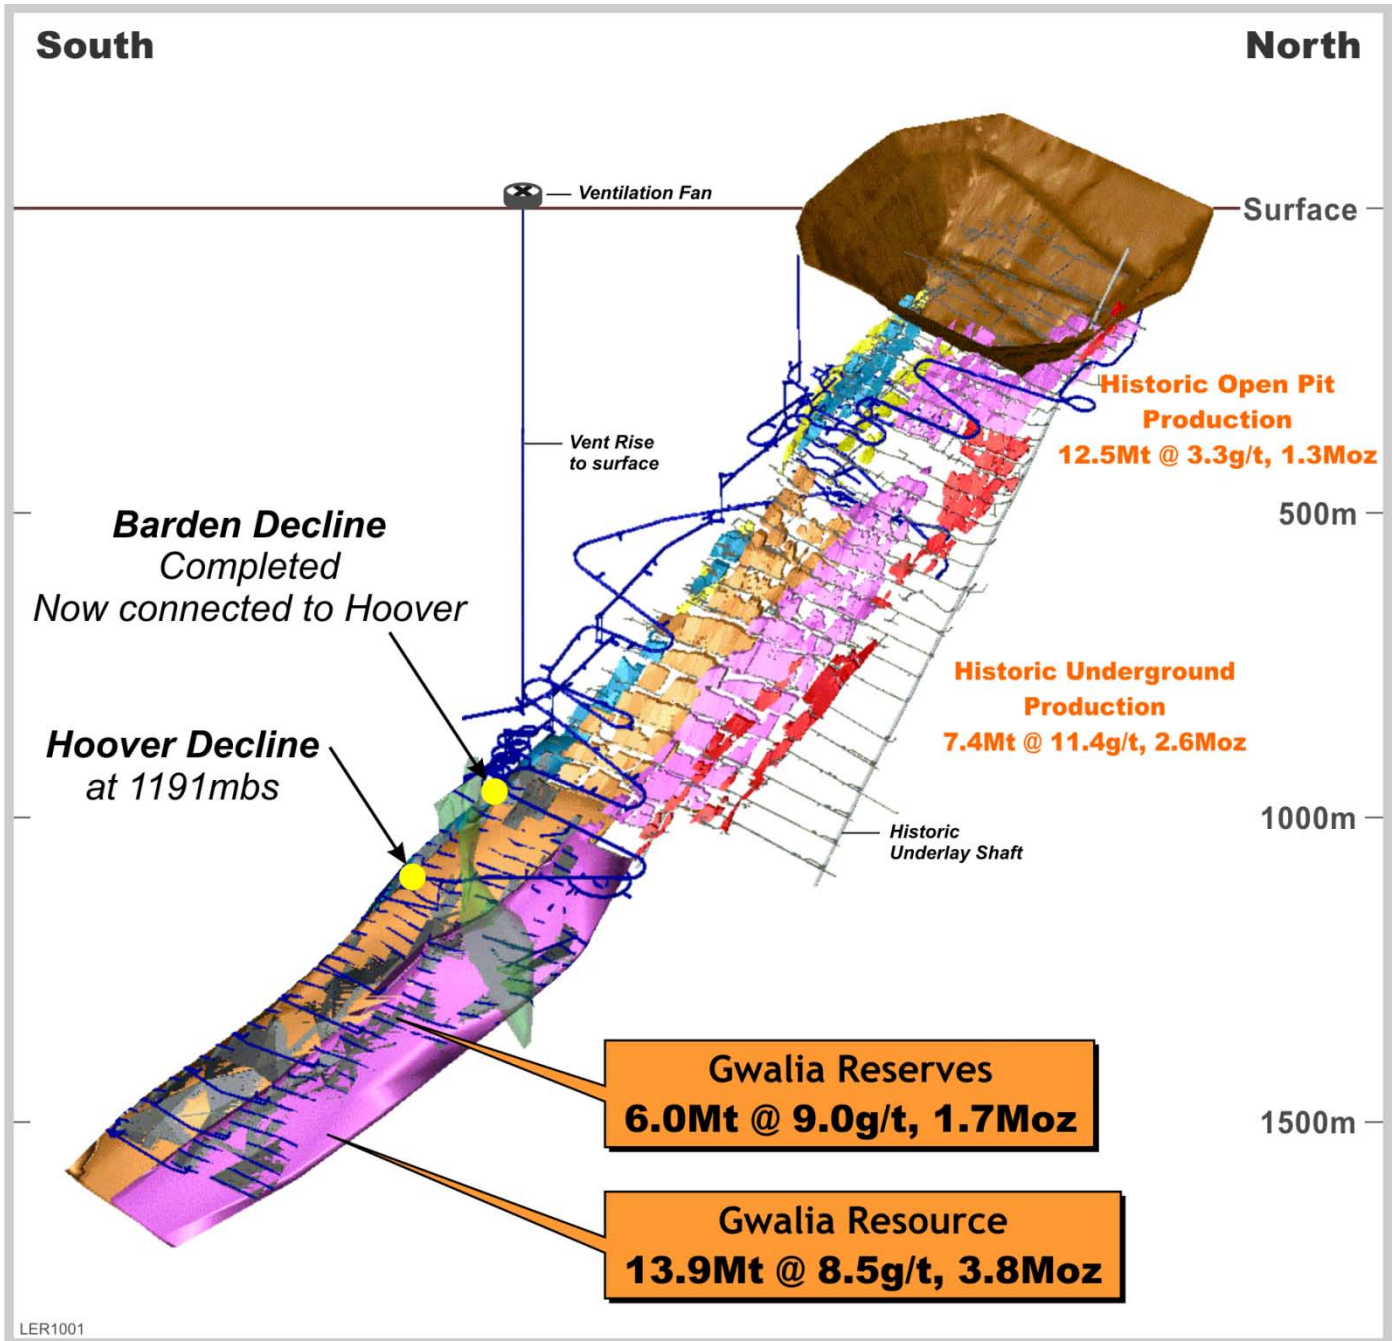 South
North
Ventilation Fan
Surface
Historic Open Pit
Production
12.5Mt @ 3.3g/t, 1.3Moz
Vent Rise
to surface
500m
Barden Decline
Completed
Now connected to Hoover
Historic Underground
Production
7.4Mt @ 11.4g/t, 2.6Moz
Hoover Decline
at 1191mbs
1000m
Historic
Underlay Shaft
Gwalia Reserves
6.0Mt @ 9.0g/t, 1.7Moz
1500m
Gwalia Resource
13.9Mt @ 8.5g/t, 3.8Moz
LER1001